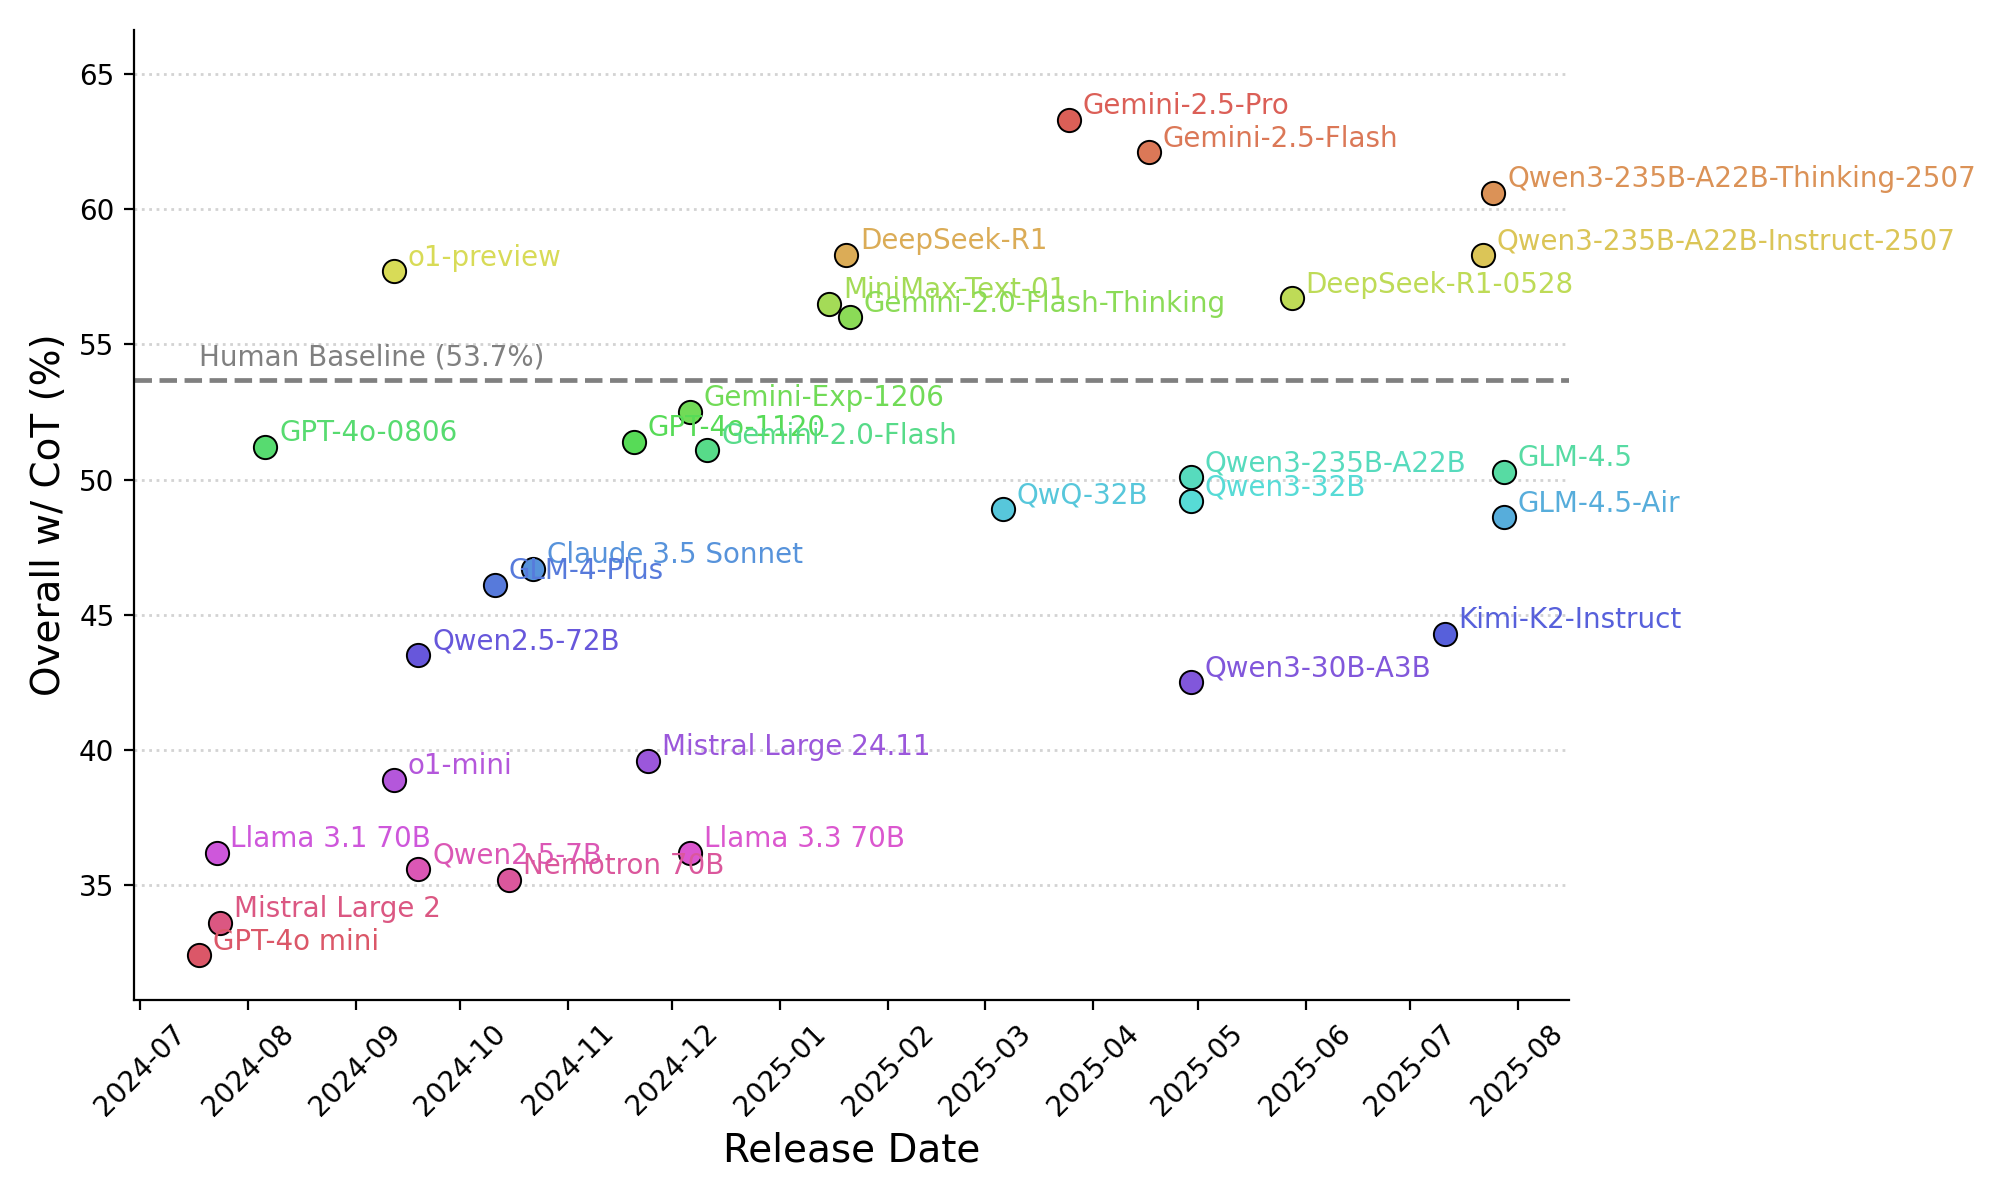 65
Gemini-2.5-Pro
Gemini-2.5-Flash
Qwen3-235B-A22B-Thinking-2507
60
o1-preview
DeepSeek-R1
Qwen3-235B-A22B-Instruct-2507
MiniMax-Text-01
Gemini-2.0-Flash-Thinking
DeepSeek-R1-0528
55
Human Baseline (53.7%)
Gemini-Exp-1206
GPT-4o-0806
GPT-4o-1120
Gemini-2.0-Flash
50
Qwen3-235B-A22B
GLM-4.5
Qwen3-32B
QwQ-32B
GLM-4.5-Air
Claude 3.5 Sonnet
GLM-4-Plus
45
Kimi-K2-Instruct
Qwen2.5-72B
Qwen3-30B-A3B
40
Mistral Large 24.11
o1-mini
Llama 3.1 70B
Llama 3.3 70B
Qwen2.5-7B
Nemotron 70B
35
Mistral Large 2
GPT-4o mini
Overall w/ CoT (%)
2024-07
2024-08
2024-09
2024-10
2024-11
2024-12
2025-01
2025-02
2025-03
2025-04
2025-05
2025-06
2025-07
2025-08
Release Date